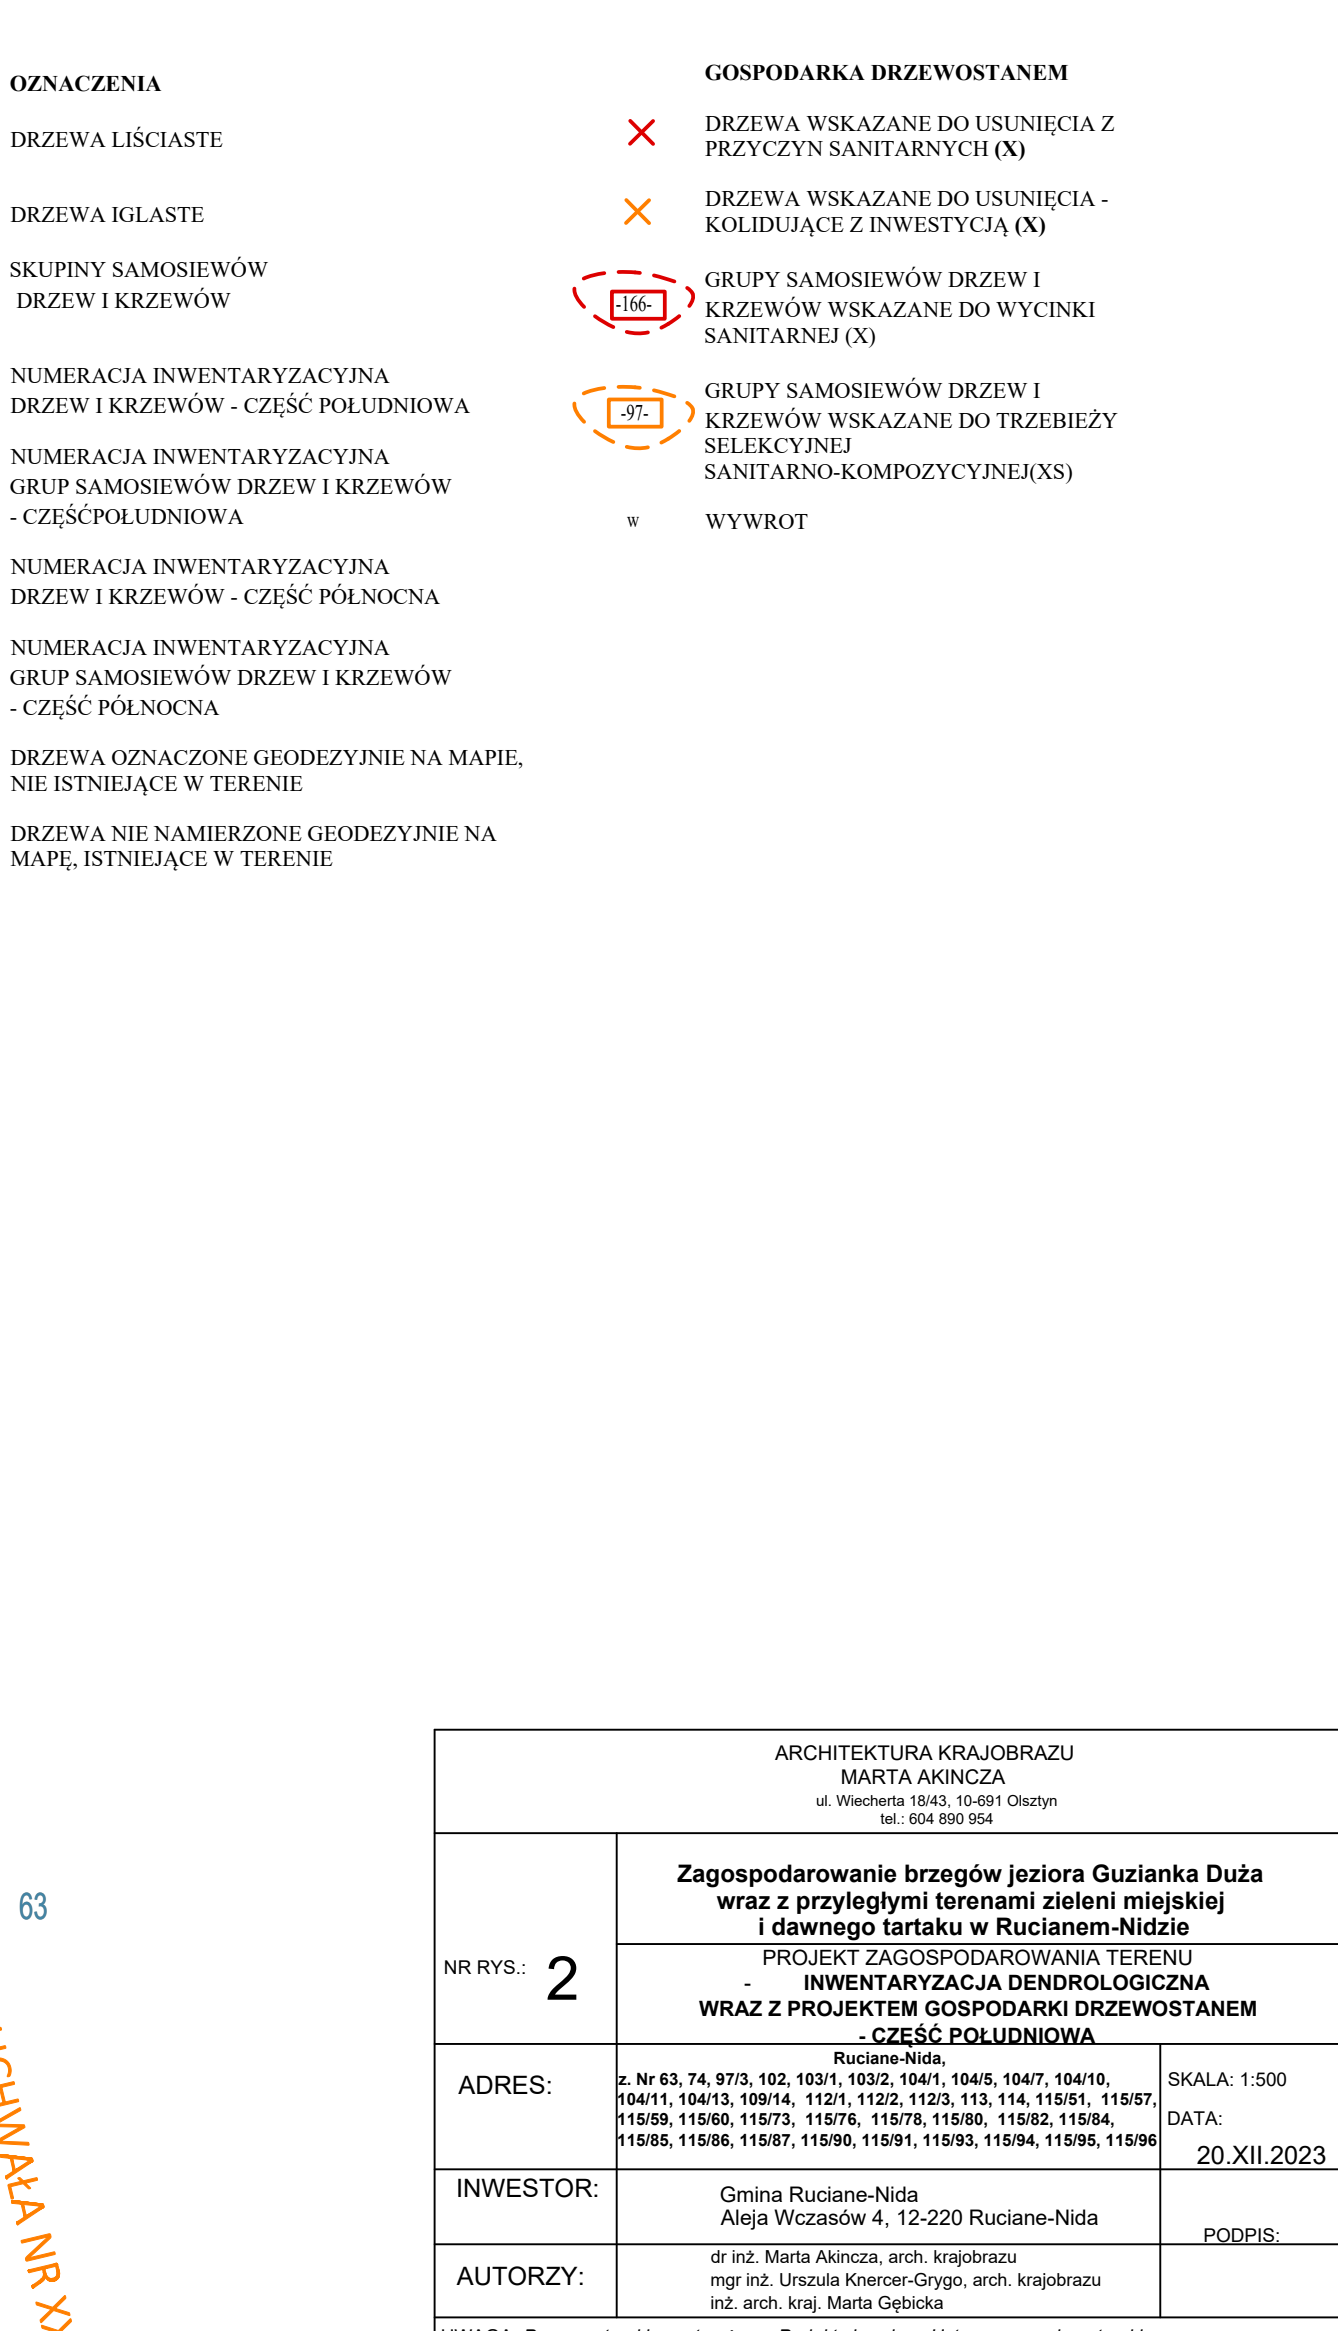 OZNACZENIA
DRZEWA LIŚCIASTE
DRZEWA IGLASTE
SKUPINY SAMOSIEWÓW
DRZEW I KRZEWÓW
NUMERACJA INWENTARYZACYJNA
DRZEW I KRZEWÓW - CZĘŚĆ POŁUDNIOWA
NUMERACJA INWENTARYZACYJNA
GRUP SAMOSIEWÓW DRZEW I KRZEWÓW
- CZĘŚĆPOŁUDNIOWA
NUMERACJA INWENTARYZACYJNA
DRZEW I KRZEWÓW - CZĘŚĆ PÓŁNOCNA
NUMERACJA INWENTARYZACYJNA
GRUP SAMOSIEWÓW DRZEW I KRZEWÓW
- CZĘŚĆ PÓŁNOCNA
DRZEWA OZNACZONE GEODEZYJNIE NA MAPIE,
NIE ISTNIEJĄCE W TERENIE
DRZEWA NIE NAMIERZONE GEODEZYJNIE NA
MAPĘ, ISTNIEJĄCE W TERENIE
GOSPODARKA DRZEWOSTANEM
DRZEWA WSKAZANE DO USUNIĘCIA Z
PRZYCZYN SANITARNYCH (X)
DRZEWA WSKAZANE DO USUNIĘCIA -
KOLIDUJĄCE Z INWESTYCJĄ (X)
-166-
GRUPY SAMOSIEWÓW DRZEW I
KRZEWÓW WSKAZANE DO WYCINKI
SANITARNEJ (X)
-97-
GRUPY SAMOSIEWÓW DRZEW I
KRZEWÓW WSKAZANE DO TRZEBIEŻY
SELEKCYJNEJ
SANITARNO-KOMPOZYCYJNEJ(XS)
W WYWROT
63
UCHWAŁA NR XX
ARCHITEKTURA KRAJOBRAZU
MARTA AKINCZA
ul. Wiecherta 18/43, 10-691 Olsztyn
tel.: 604 890 954
NR RYS.: 2
Zagospodarowanie brzegów jeziora Guzianka Duża
wraz z przyległymi terenami zieleni miejskiej
i dawnego tartaku w Rucianem-Nidzie
PROJEKT ZAGOSPODAROWANIA TERENU
- INWENTARYZACJA DENDROLOGICZNA
WRAZ Z PROJEKTEM GOSPODARKI DRZEWOSTANEM
- CZĘŚĆ POŁUDNIOWA
ADRES:
Ruciane-Nida,
z. Nr 63, 74, 97/3, 102, 103/1, 103/2, 104/1, 104/5, 104/7, 104/10,
104/11, 104/13, 109/14, 112/1, 112/2, 112/3, 113, 114, 115/51, 115/57,
115/59, 115/60, 115/73, 115/76, 115/78, 115/80, 115/82, 115/84,
115/85, 115/86, 115/87, 115/90, 115/91, 115/93, 115/94, 115/95, 115/96
SKALA: 1:500
DATA:
20.XII.2023
INWESTOR:
Gmina Ruciane-Nida
Aleja Wczasów 4, 12-220 Ruciane-Nida
PODPIS:
AUTORZY:
dr inż. Marta Akincza, arch. krajobrazu
mgr inż. Urszula Knercer-Grygo, arch. krajobrazu
inż. arch. kraj. Marta Gębicka